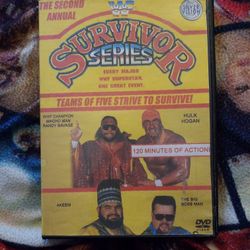 THE SECOND
ANNUAL
SURVIVOR
SERIES
EVERY MAJOR
WWF SUPERSTAR.
ONE GREAT EVENT.
TEAMS OF FIVE STRIVE TO SURVIVE!
WWF CHAMPION
MACHO MAN
RANDY SAVAGE
HULK
HOGAN
120 MINUTES OF ACTION!
AKEEM
THE BIG
BOSS MAN
DVD
VIDEO